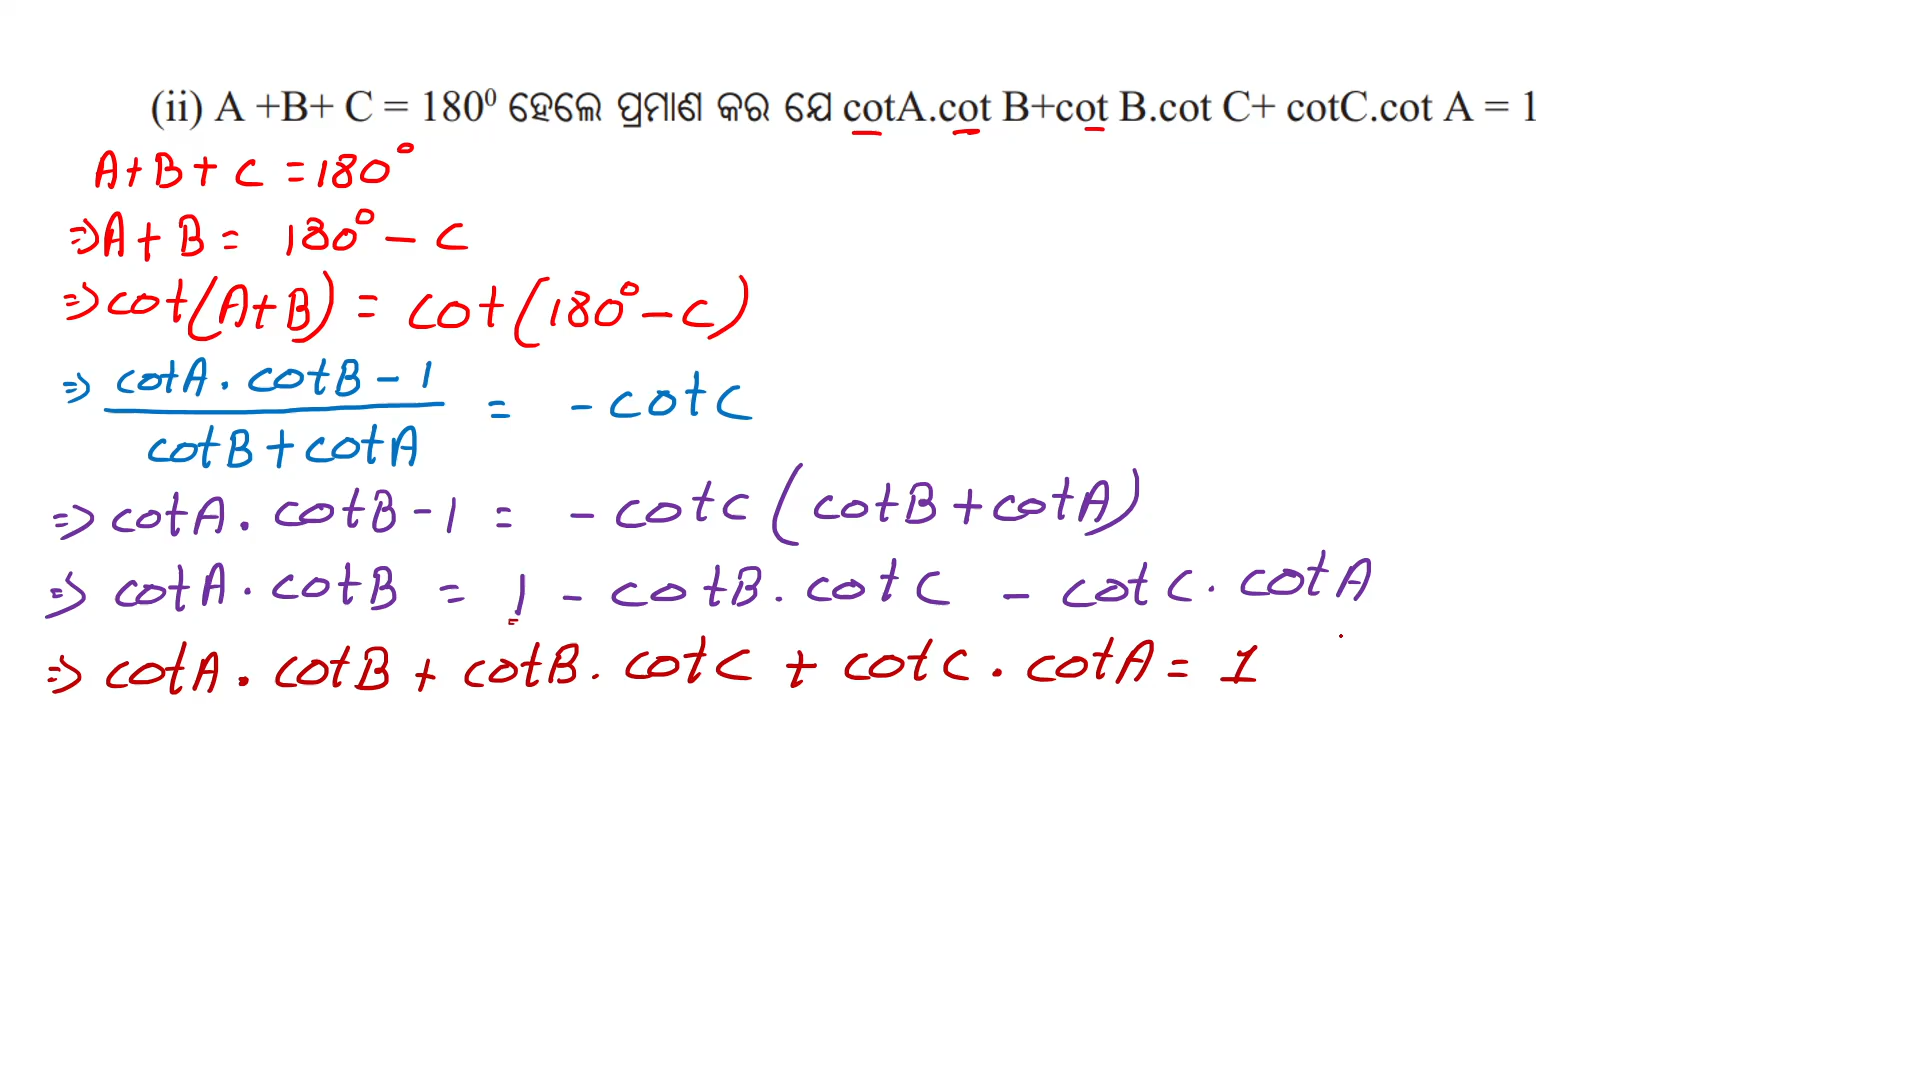 (ii) A +B+ C = 180⁰ ହେଲେ ପ୍ରମାଣ କର ଯେ cotA.cot B+cot B.cot C+ cotC.cot A = 1
A+B+C = 180°
⇒ A+B = 180° - C
⇒ cot(A+B) = cot(180° - C)
⇒ cotA . cotB - 1 / cotB + cotA = - cotC
⇒ cotA . cotB - 1 = - cotC (cotB + cotA)
⇒ cotA . cotB = 1 - cotB . cotC - cotC . cotA
⇒ cotA . cotB + cotB . cotC + cotC . cotA = 1